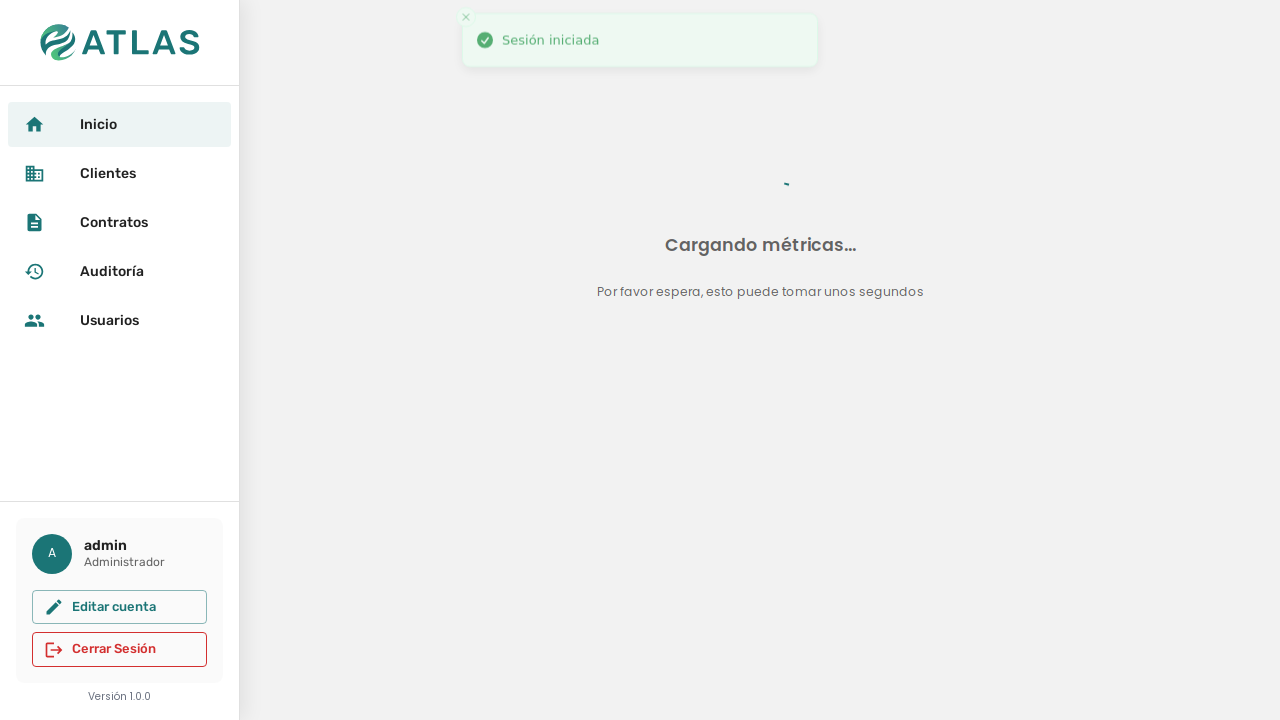 ATLAS
Inicio
Clientes
Contratos
Auditoría
Usuarios
A
admin
Administrador
Editar cuenta
Cerrar Sesión
Versión 1.0.0
Sesión iniciada
Cargando métricas...
Por favor espera, esto puede tomar unos segundos